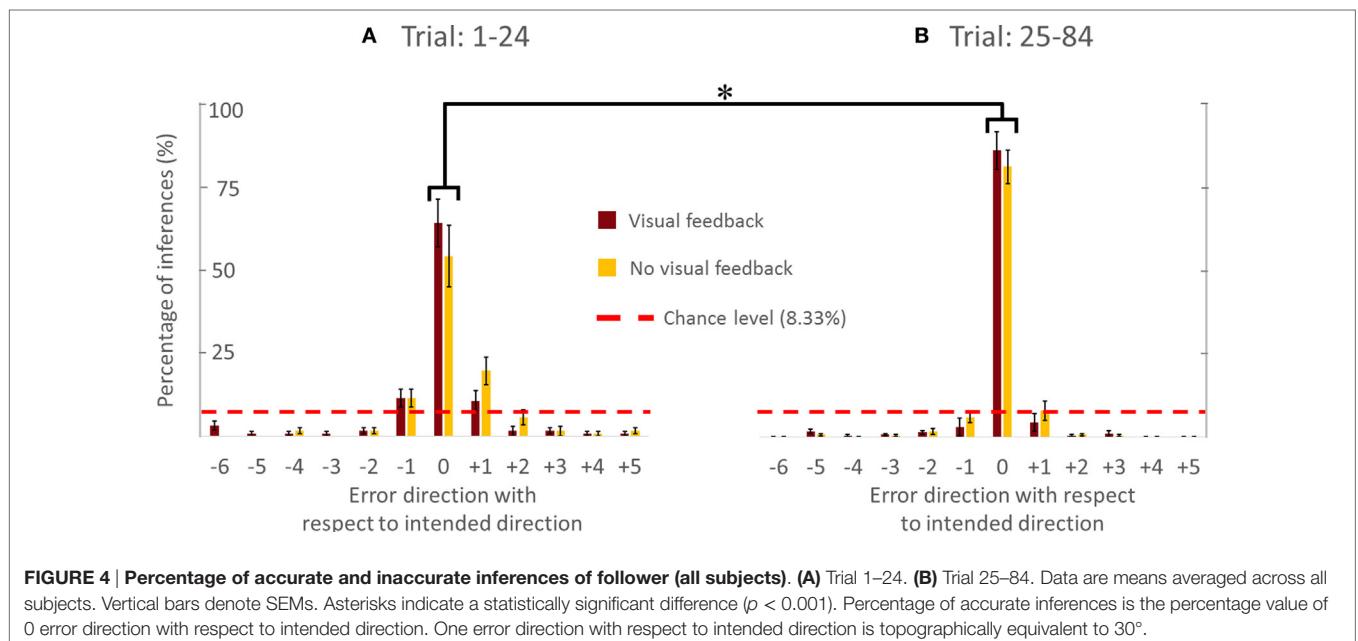 A Trial: 1-24
B Trial: 25-84
*
Percentage of inferences (%)
100
75
50
25
Visual feedback
No visual feedback
Chance level (8.33%)
-6 -5 -4 -3 -2 -1 0 +1 +2 +3 +4 +5
Error direction with
respect to intended direction
-6 -5 -4 -3 -2 -1 0 +1 +2 +3 +4 +5
Error direction with respect
to intended direction
FIGURE 4 | Percentage of accurate and inaccurate inferences of follower (all subjects). (A) Trial 1–24. (B) Trial 25–84. Data are means averaged across all
subjects. Vertical bars denote SEMs. Asterisks indicate a statistically significant difference (p < 0.001). Percentage of accurate inferences is the percentage value of
0 error direction with respect to intended direction. One error direction with respect to intended direction is topographically equivalent to 30°.